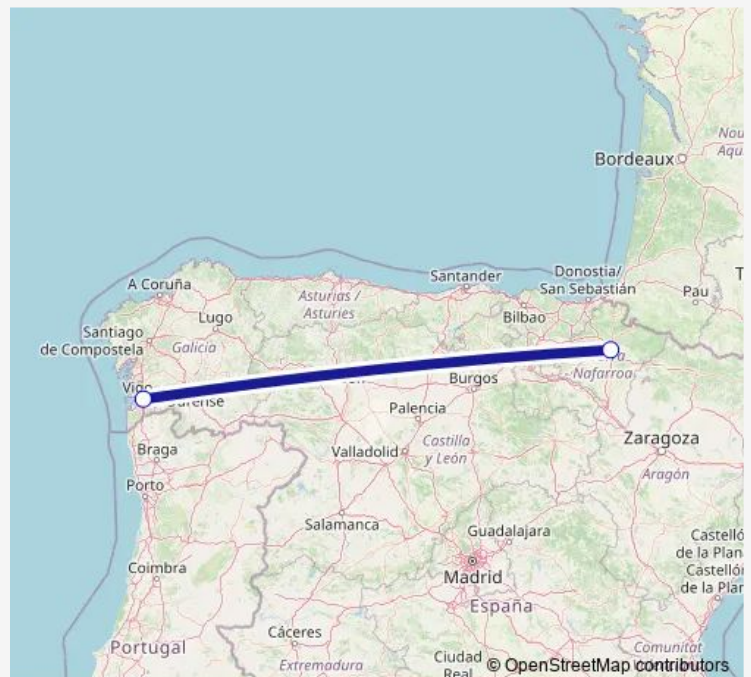 Bordeaux
Nou
Aqu
A Coruña
Lugo
Asturias /
Asturies
Santander
Donostia/
San Sebastián
Bilbao
Pau
T
Santiago
de Compostela
Galicia
Vigo
Burgos
Nafarroa
Palencia
Braga
Porto
Valladolid
Castilla
y León
Zaragoza
Aragón
Salamanca
Guadalajara
Castelló
de la Plan
Castellón
de la Plan
Coimbra
Madrid
España
Portugal
Cáceres
Extremadura
Ciudad
Real
Comunitat
© OpenStreetMap contributors